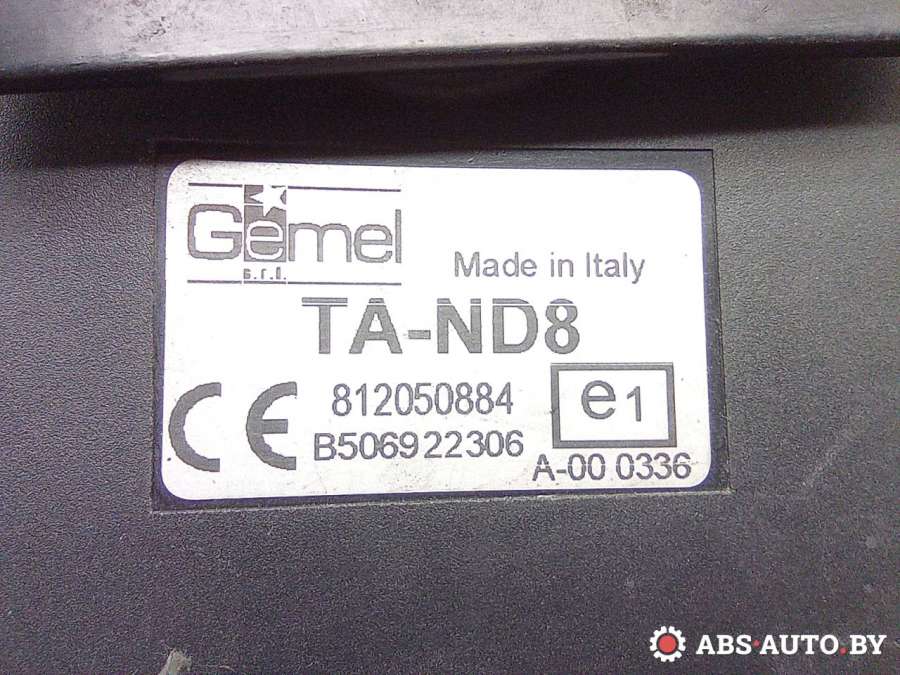 Gemel
s.r.l.
Made in Italy
TA-ND8
812050884
B506922306
CE
e1
A-00 0336
ABS-AUTO.BY